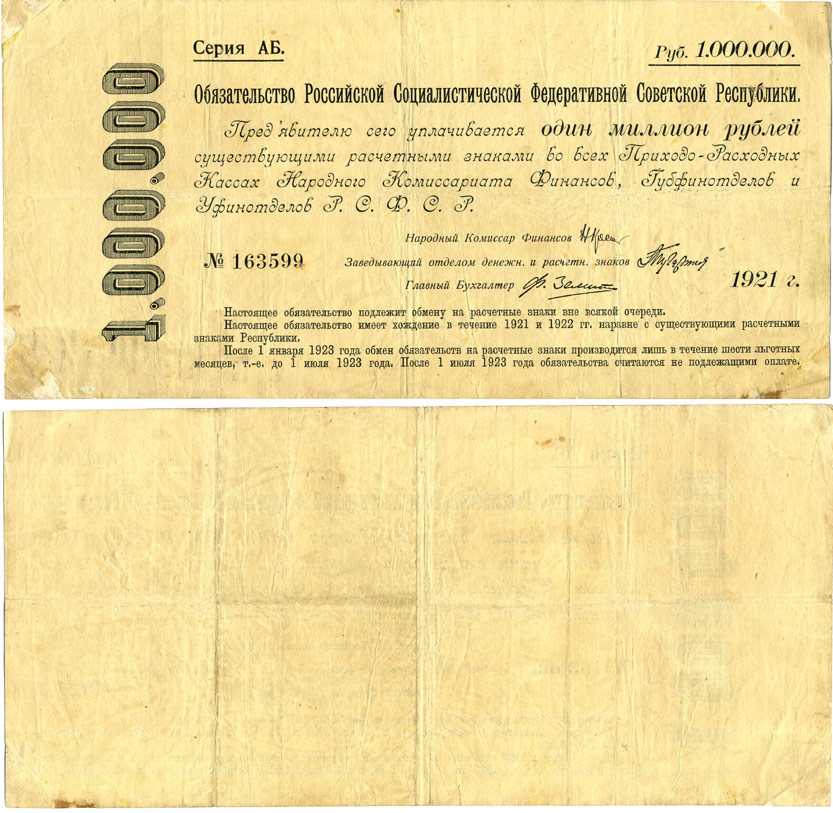 Серия АБ.
Руб. 1.000.000.
1.000.000
Обязательство Российской Социалистической Федеративной Советской Республики.
Пред'явителю сего уплачивается один миллион рублей
существующими расчетными знаками во всех Приходо-Расходных
Кассах Народного Комиссариата Финансов, Губфинотделов и
Уфинотделов Р. С. Ф. С. Р.
Народный Комиссар Финансов
№ 163599
Заведывающий отделом денежн. и расчетн. знаков
Главный Бухгалтер
1921 г.
Настоящее обязательство подлежит обмену на расчетные знаки вне всякой очереди.
Настоящее обязательство имеет хождение в течение 1921 и 1922 гг. наравне с существующими расчетными
знаками Республики.
После 1 января 1923 года обмен обязательств на расчетные знаки производится лишь в течение шести льготных
месяцев, т.-е. до 1 июля 1923 года. После 1 июля 1923 года обязательства считаются не подлежащими оплате.